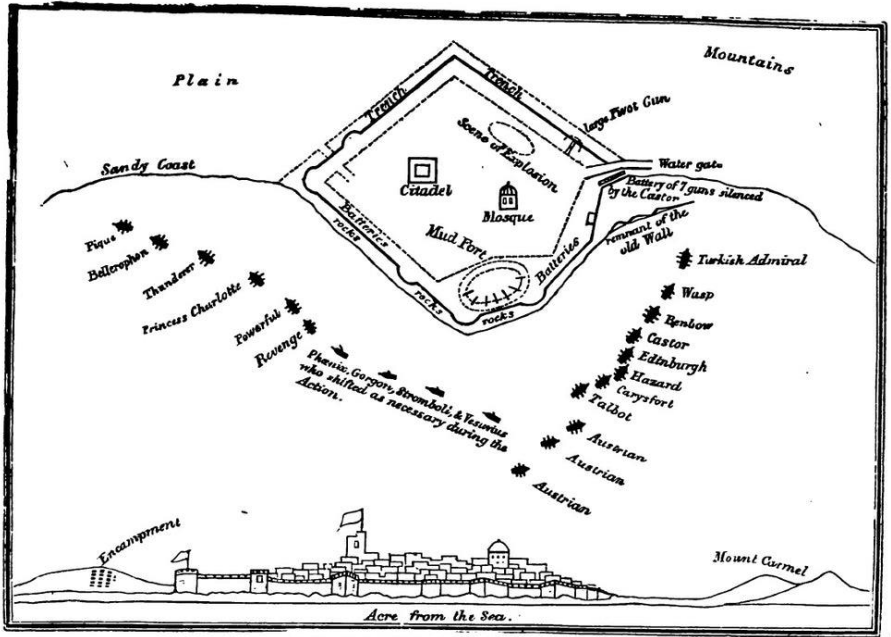 Plain
Mountains
Trench
Trench
Large Pivot Gun
Scene of Explosion
Sandy Coast
Water gate
Battery of 7 guns silenced
by the Castor
Citadel
Mosque
Batteries
rocks
Mud Fort
Batteries
remnant of the
old Wall
rocks
rocks
Pique
Bellerophon
Thunderer
Princess Charlotte
Powerful
Revenge
Phœnix, Gorgon, Stromboli, & Vesuvius
who shifted as necessary during the
Action.
Turkish Admiral
Wasp
Benbow
Castor
Edinburgh
Hazard
Carysfort
Talbot
Austrian
Austrian
Austrian
Encampment
Mount Carmel
Acre from the Sea.